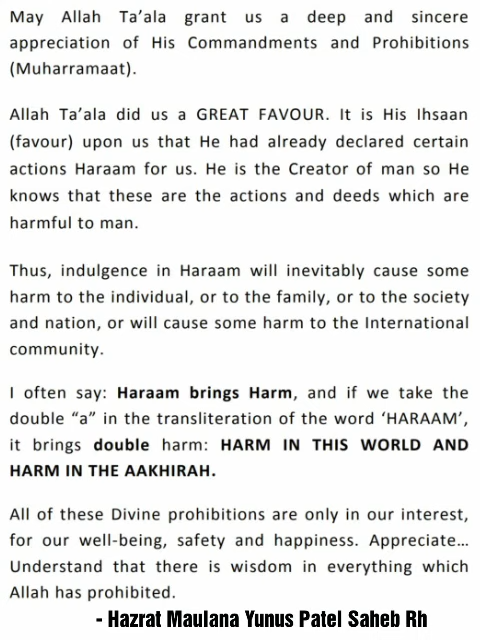 May Allah Ta’ala grant us a deep and sincere
appreciation of His Commandments and Prohibitions
(Muharramaat).
Allah Ta’ala did us a GREAT FAVOUR. It is His Ihsaan
(favour) upon us that He had already declared certain
actions Haraam for us. He is the Creator of man so He
knows that these are the actions and deeds which are
harmful to man.
Thus, indulgence in Haraam will inevitably cause some
harm to the individual, or to the family, or to the society
and nation, or will cause some harm to the International
community.
I often say: Haraam brings Harm, and if we take the
double “a” in the transliteration of the word ‘HARAAM’,
it brings double harm: HARM IN THIS WORLD AND
HARM IN THE AAKHIRAH.
All of these Divine prohibitions are only in our interest,
for our well-being, safety and happiness. Appreciate…
Understand that there is wisdom in everything which
Allah has prohibited.
- Hazrat Maulana Yunus Patel Saheb Rh